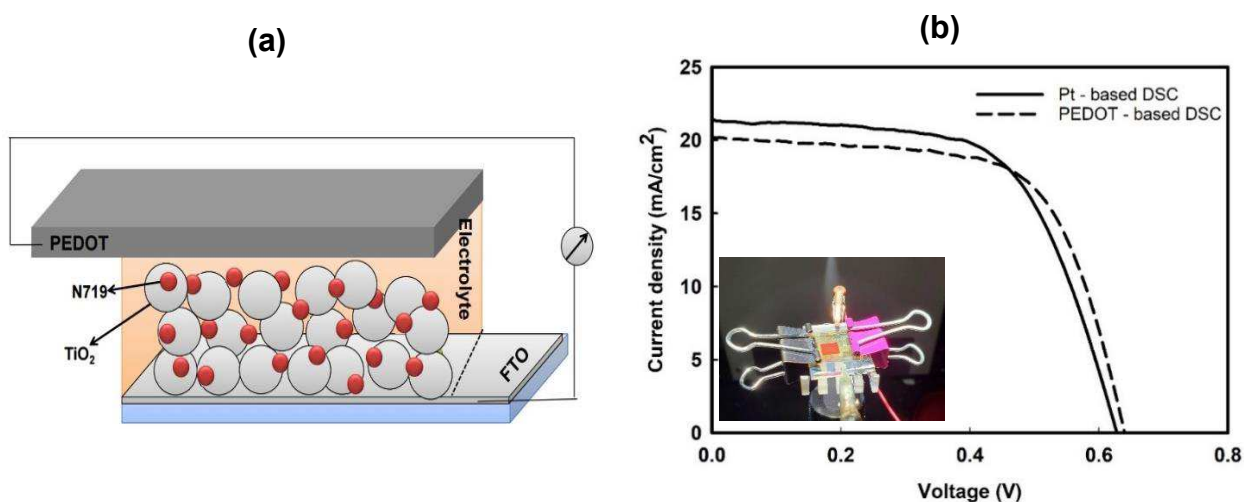 (a)
PEDOT
N719
TiO₂
Electrolyte
FTO
(b)
25
20
15
10
5
0
Current density (mA/cm²)
Pt - based DSC
PEDOT - based DSC
0.0 0.2 0.4 0.6 0.8
Voltage (V)